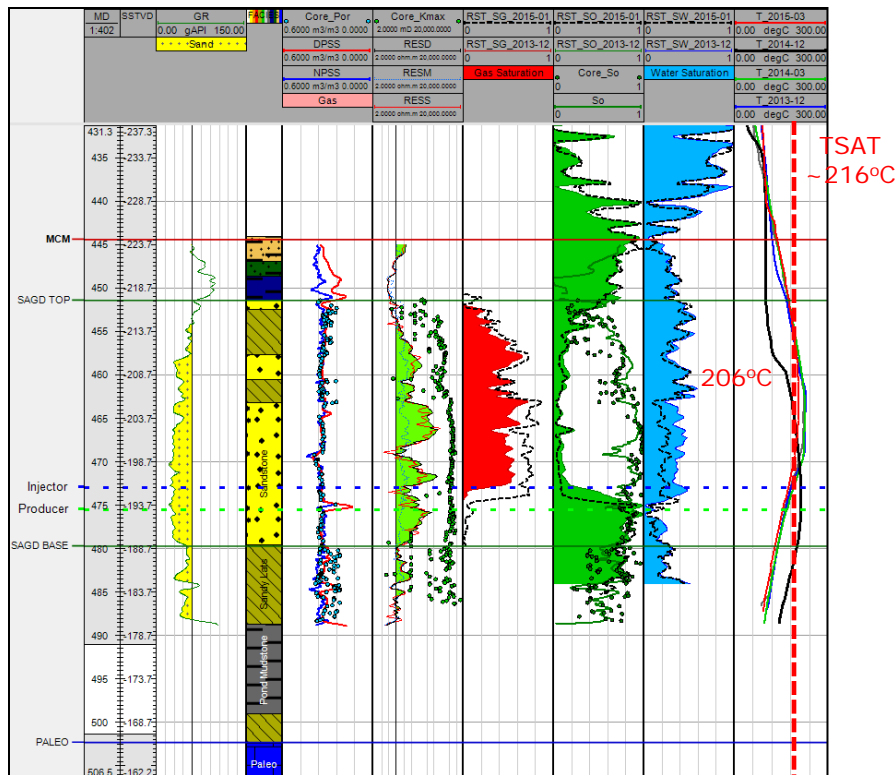 MD SSTVD GR FACIES Core_Por Core_Kmax RST_SG_2015-01 RST_SO_2015-01 RST_SW_2015-01 T_2015-03
1:402 0.00 gAPI 150.00 0.6000 m3/m3 0.0000 2.0000 mD 20,000.0 0 1 0 1 0 1 0.00 degC 300.00
Sand DPSS RESD RST_SG_2013-12 RST_SO_2013-12 RST_SW_2013-12 T_2014-12
0.6000 m3/m3 0.0000 2.0000 ohm.m 20,000.0 0 1 0 1 0 1 0.00 degC 300.00
NPSS RESM Gas Saturation Core_So Water Saturation T_2014-03
0.6000 m3/m3 0.0000 2.0000 ohm.m 20,000.0 0 1 0.00 degC 300.00
Gas RESS So T_2013-12
2.0000 ohm.m 20,000.0 0 1 0.00 degC 300.00
431.3 -237.3
TSAT
435 -233.7
~216°C
440 -228.7
MCM
445 -223.7
450 -218.7
SAGD TOP
455 -213.7
460 -208.7
206°C
465 -203.7
470 -198.7
Sandstone
Injector
475 -193.7
Producer
SAGD BASE
480 -188.7
Sandy Lats
485 -183.7
490 -178.7
Pond Mudstone
495 -173.7
500 -168.7
PALEO
Paleo
506.5 -162.2